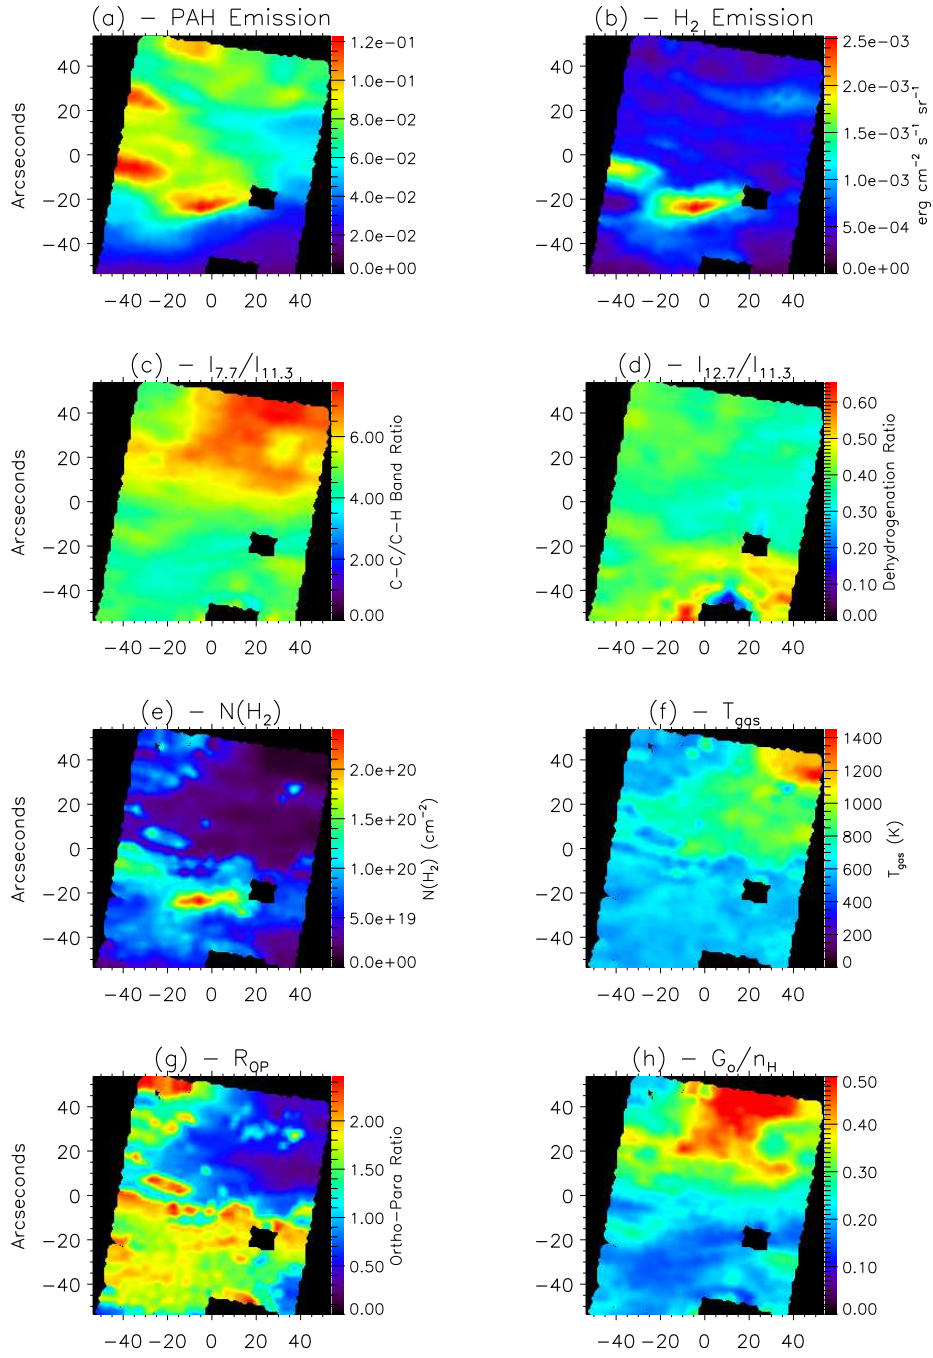 (a) − PAH Emission
(b) − H2 Emission
1.2e−01
1.0e−01
8.0e−02
6.0e−02
4.0e−02
2.0e−02
0.0e+00
40
20
0
−20
−40
Arcseconds
−40 −20 0 20 40
2.5e−03
2.0e−03
1.5e−03
1.0e−03
5.0e−04
0.0e+00
erg cm−2 s−1 sr−1
40
20
0
−20
−40
−40 −20 0 20 40
(c) − I7.7/I11.3
(d) − I12.7/I11.3
6.00
4.00
2.00
0.00
C−C/C−H Band Ratio
40
20
0
−20
−40
Arcseconds
−40 −20 0 20 40
0.60
0.50
0.40
0.30
0.20
0.10
0.00
Dehydrogenation Ratio
40
20
0
−20
−40
−40 −20 0 20 40
(e) − N(H2)
(f) − Tgas
2.0e+20
1.5e+20
1.0e+20
5.0e+19
0.0e+00
N(H2) (cm−2)
40
20
0
−20
−40
Arcseconds
−40 −20 0 20 40
1400
1200
1000
800
600
400
200
0
Tgas (K)
40
20
0
−20
−40
−40 −20 0 20 40
(g) − ROP
(h) − Go/nH
2.00
1.50
1.00
0.50
0.00
Ortho−Para Ratio
40
20
0
−20
−40
Arcseconds
−40 −20 0 20 40
0.50
0.40
0.30
0.20
0.10
0.00
40
20
0
−20
−40
−40 −20 0 20 40